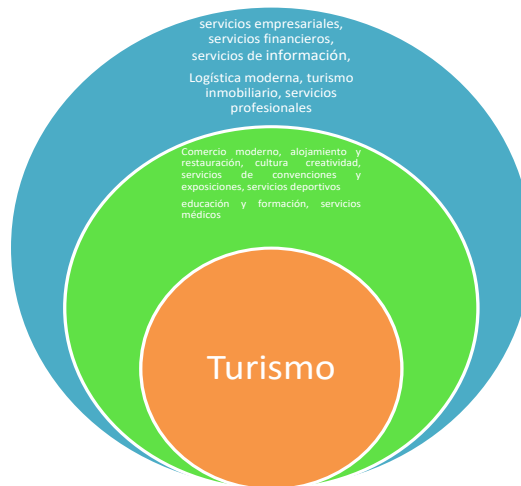 servicios empresariales,
servicios financieros,
servicios de información,
Logística moderna, turismo
inmobiliario, servicios
profesionales
Comercio moderno, alojamiento y
restauración, cultura creatividad,
servicios de convenciones y
exposiciones, servicios deportivos
educación y formación, servicios
médicos
Turismo